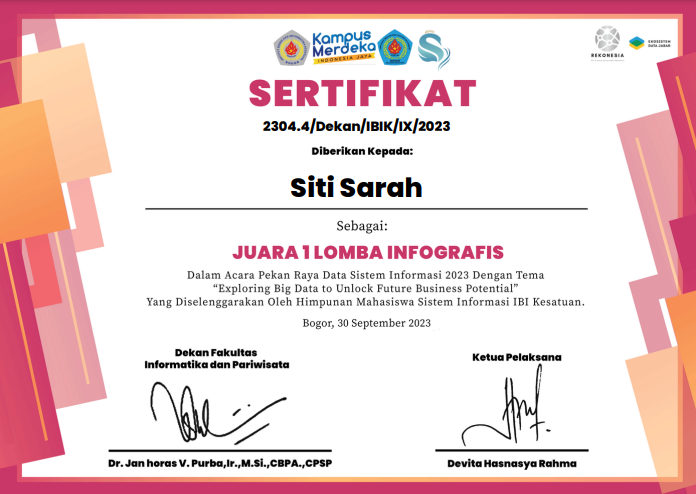 Kampus
Merdeka
INDONESIA JAYA
REKONESIA
EKOSISTEM
DATA JABAR
SERTIFIKAT
2304.4/Dekan/IBIK/IX/2023
Diberikan Kepada:
Siti Sarah
Sebagai:
JUARA 1 LOMBA INFOGRAFIS
Dalam Acara Pekan Raya Data Sistem Informasi 2023 Dengan Tema
“Exploring Big Data to Unlock Future Business Potential”
Yang Diselenggarakan Oleh Himpunan Mahasiswa Sistem Informasi IBI Kesatuan.
Bogor, 30 September 2023
Dekan Fakultas
Informatika dan Pariwisata
Ketua Pelaksana
Dr. Jan horas V. Purba,Ir.,M.Si.,CBPA.,CPSP
Devita Hasnasya Rahma